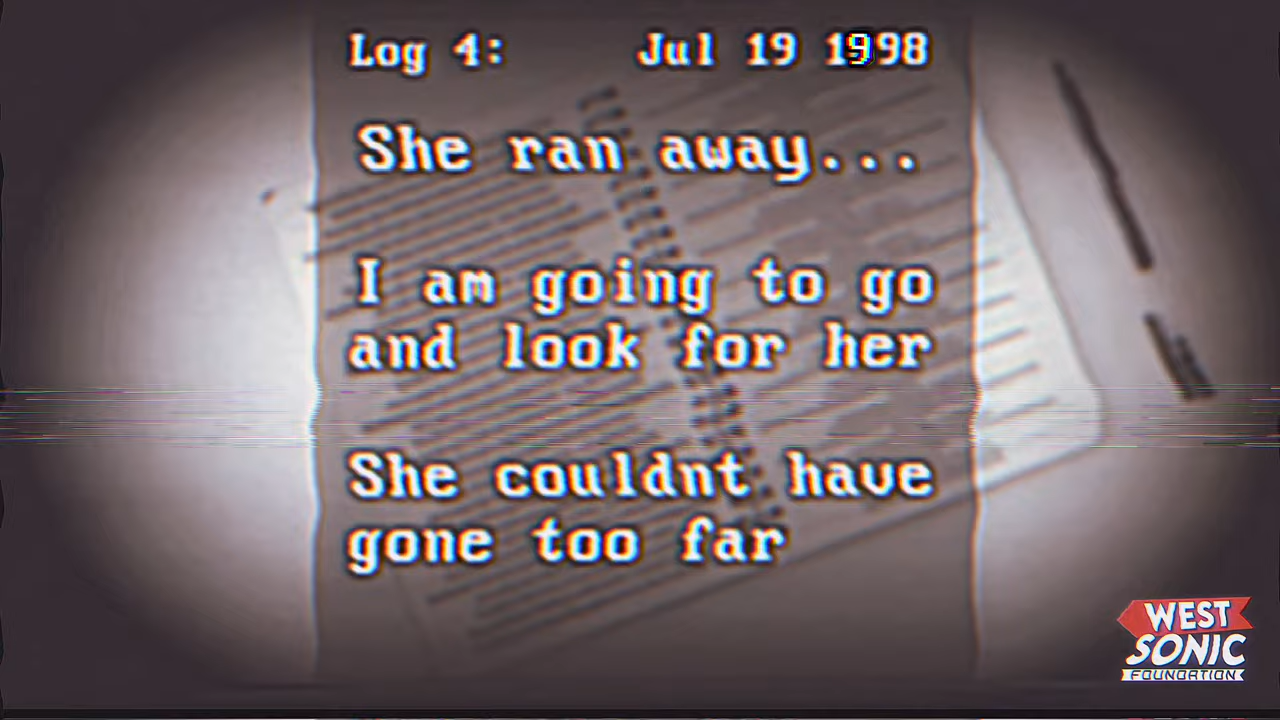 Log 4: Jul 19 1998
She ran away...
I am going to go
and look for her
She couldnt have
gone too far
WEST
SONIC
FOUNDATION